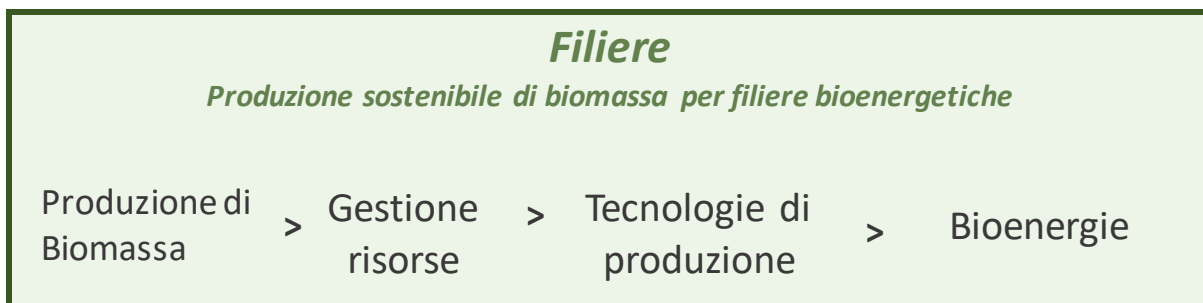 Filiere
Produzione sostenibile di biomassa per filiere bioenergetiche
Produzione di
Biomassa
>
Gestione
risorse
>
Tecnologie di
produzione
>
Bioenergie